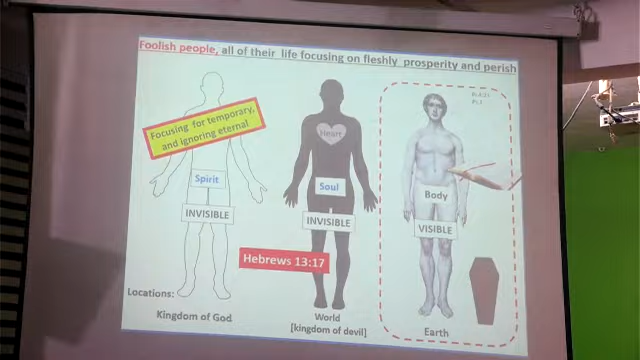 Foolish people, all of their life focusing on fleshly prosperity and perish
Focusing for temporary,
and ignoring eternal
Heart
Spirit
Soul
Body
INVISIBLE
INVISIBLE
VISIBLE
Hebrews 13:17
Locations:
Kingdom of God
World
[kingdom of devil]
Earth